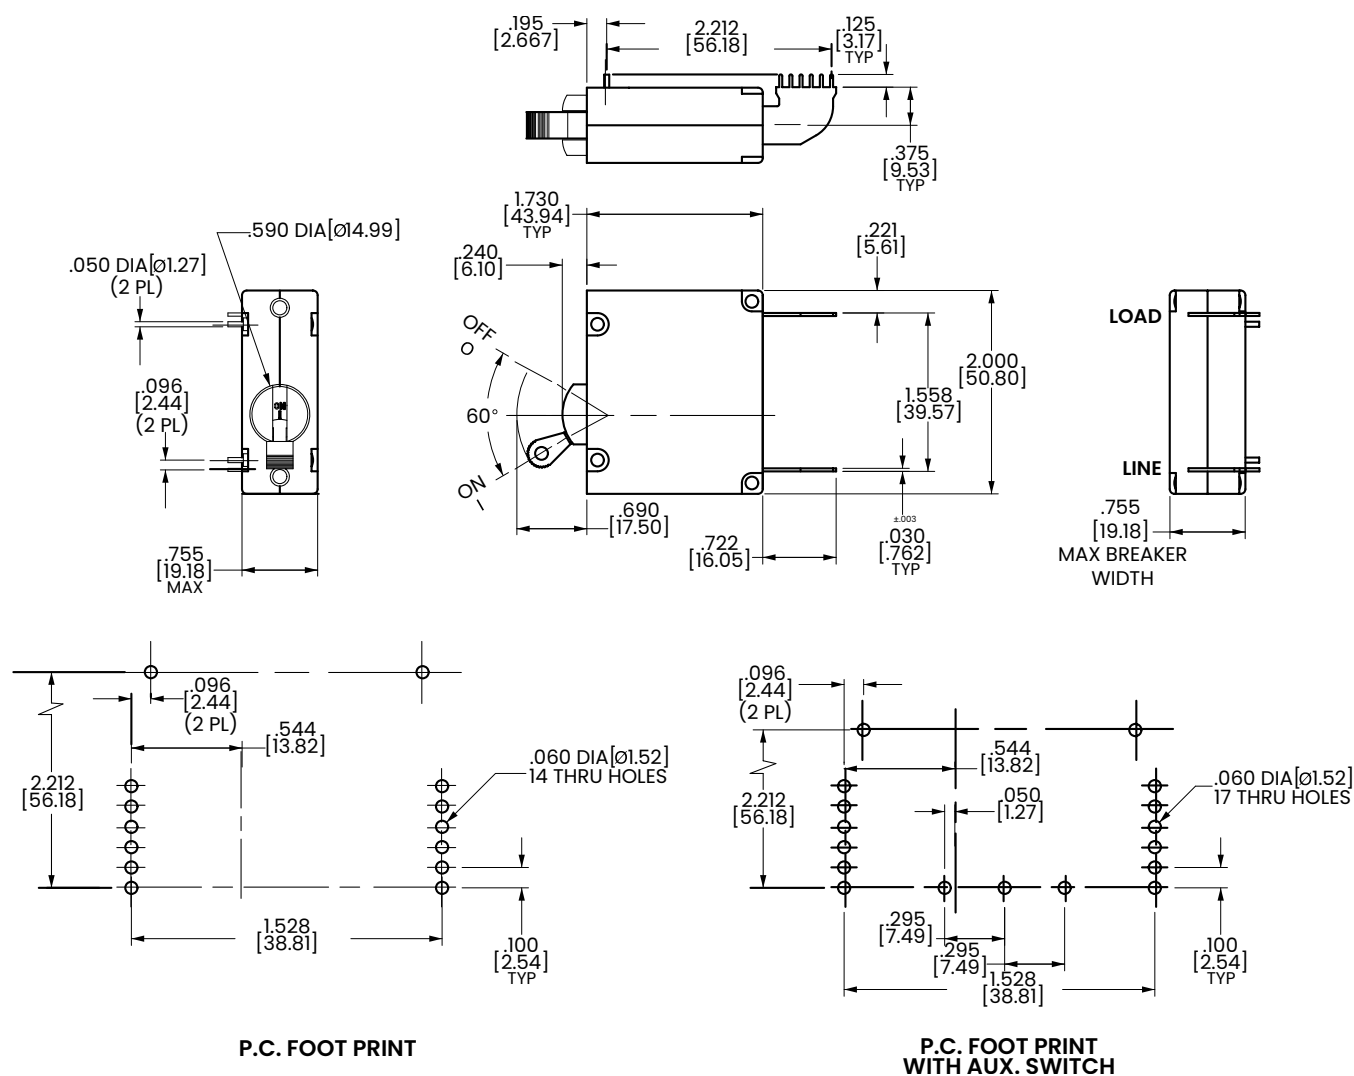 .195
[2.667]
2.212
[56.18]
.125
[3.17]
TYP
.375
[9.53]
TYP
1.730
[43.94]
TYP
.240
[6.10]
.221
[5.61]
.590 DIA[Ø14.99]
.050 DIA[Ø1.27]
(2 PL)
.096
[2.44]
(2 PL)
ON
I
.755
[19.18]
MAX
OFF
O
60°
ON
I
.690
[17.50]
.722
[16.05]
2.000
[50.80]
1.558
[39.57]
±.003
.030
[.762]
TYP
LOAD
LINE
.755
[19.18]
MAX BREAKER
WIDTH
.096
[2.44]
(2 PL)
.544
[13.82]
2.212
[56.18]
.060 DIA[Ø1.52]
14 THRU HOLES
1.528
[38.81]
.100
[2.54]
TYP
P.C. FOOT PRINT
.096
[2.44]
(2 PL)
.544
[13.82]
.050
[1.27]
2.212
[56.18]
.060 DIA[Ø1.52]
17 THRU HOLES
.295
[7.49]
.295
[7.49]
1.528
[38.81]
.100
[2.54]
TYP
P.C. FOOT PRINT
WITH AUX. SWITCH